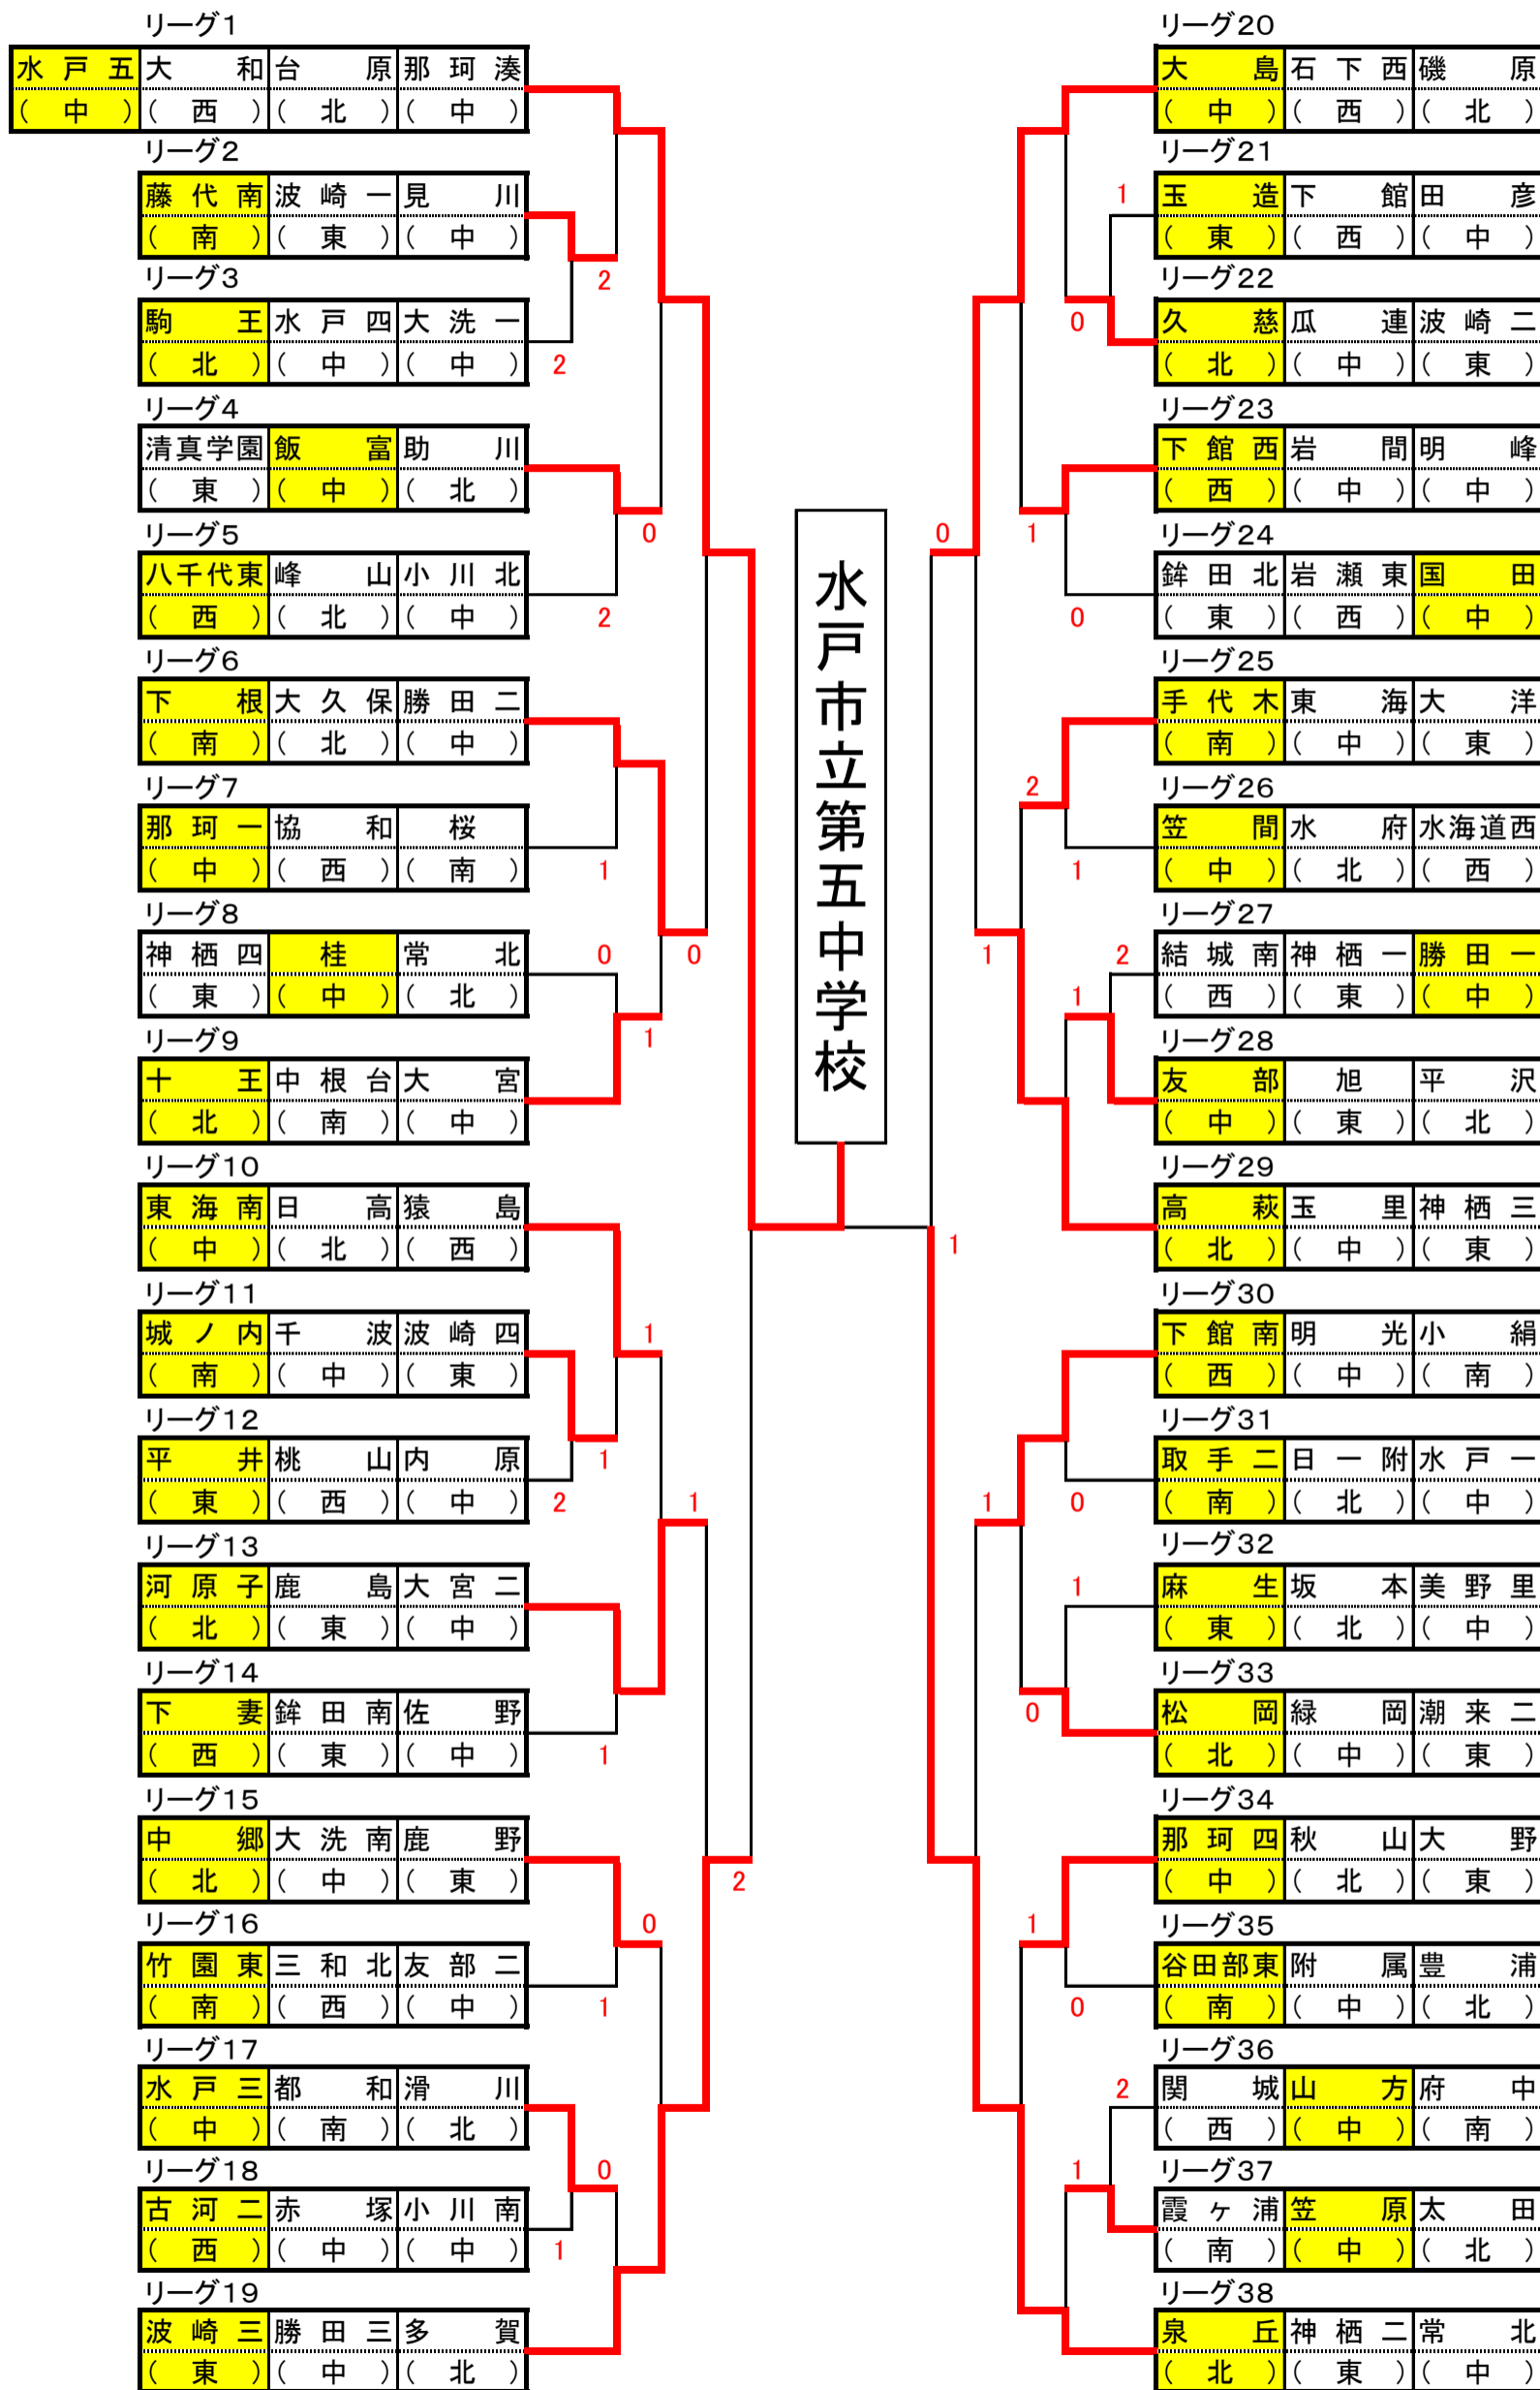 リーグ1
水戸五 大和 台原 那珂湊
(中) (西) (北) (中)
リーグ2
藤代南 波崎一 見川
(南) (東) (中)
2
リーグ3
駒王 水戸四 大洗一
(北) (中) (中)
2
リーグ4
清真学園 飯富 助川
(東) (中) (北)
0
リーグ5
八千代東 峰山 小川北
(西) (北) (中)
2
リーグ6
下根 大久保 勝田二
(南) (北) (中)
リーグ7
那珂一 協和 桜
(中) (西) (南)
1
リーグ8
神栖四 桂 常北
(東) (中) (北)
0
0
1
リーグ9
十王 中根台 大宮
(北) (南) (中)
リーグ10
東海南 日高 猿島
(中) (北) (西)
リーグ11
城ノ内 千波 波崎四
(南) (中) (東)
1
1
リーグ12
平井 桃山 内原
(東) (西) (中)
2
1
リーグ13
河原子 鹿島 大宮二
(北) (東) (中)
リーグ14
下妻 鉾田南 佐野
(西) (東) (中)
1
リーグ15
中郷 大洗南 鹿野
(北) (中) (東)
2
リーグ16
竹園東 三和北 友部二
(南) (西) (中)
0
1
リーグ17
水戸三 都和 滑川
(中) (南) (北)
0
リーグ18
古河二 赤塚 小川南
(西) (中) (中)
1
リーグ19
波崎三 勝田三 多賀
(東) (中) (北)
水戸市立第五中学校
0
1
リーグ20
大島 石下西 磯原
(中) (西) (北)
リーグ21
1
玉造 下館 田彦
(東) (西) (中)
リーグ22
0
久慈 瓜連 波崎二
(北) (中) (東)
リーグ23
下館西 岩間 明峰
(西) (中) (中)
1
リーグ24
鉾田北 岩瀬東 国田
(東) (西) (中)
0
リーグ25
手代木 東海 大洋
(南) (中) (東)
2
リーグ26
笠間 水府 水海道西
(中) (北) (西)
1
リーグ27
1
2
結城南 神栖一 勝田一
(西) (東) (中)
1
リーグ28
友部 旭 平沢
(中) (東) (北)
リーグ29
高萩 玉里 神栖三
(北) (中) (東)
リーグ30
下館南 明光 小絹
(西) (中) (南)
リーグ31
取手二 日一附 水戸一
(南) (北) (中)
1
0
リーグ32
1
麻生 坂本 美野里
(東) (北) (中)
リーグ33
0
松岡 緑岡 潮来二
(北) (中) (東)
リーグ34
那珂四 秋山 大野
(中) (北) (東)
1
リーグ35
谷田部東 附属 豊浦
(南) (中) (北)
0
リーグ36
2
関城 山方 府中
(西) (中) (南)
リーグ37
1
霞ヶ浦 笠原 太田
(南) (中) (北)
リーグ38
泉丘 神栖二 常北
(北) (東) (中)